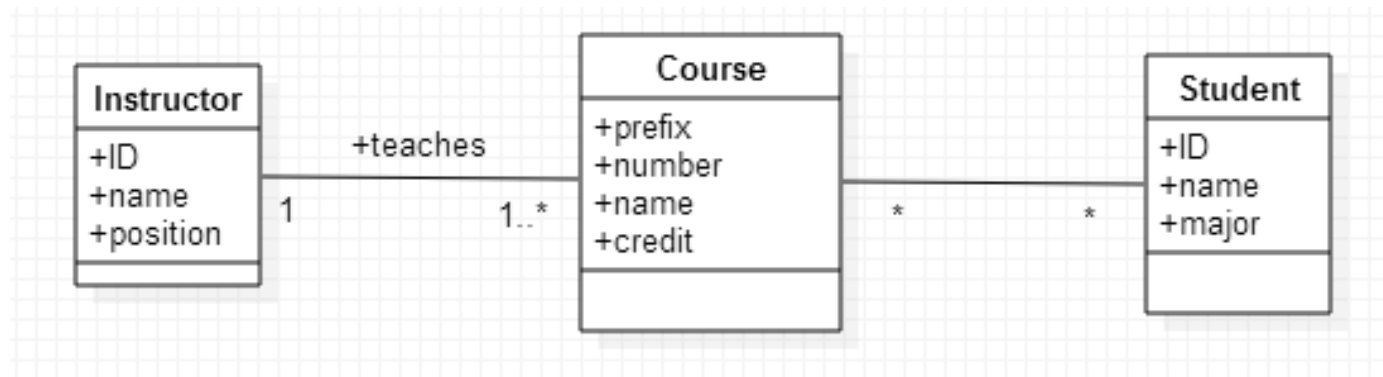 Instructor
+ID
+name
+position
+teaches
1
1..*
Course
+prefix
+number
+name
+credit
*
*
Student
+ID
+name
+major